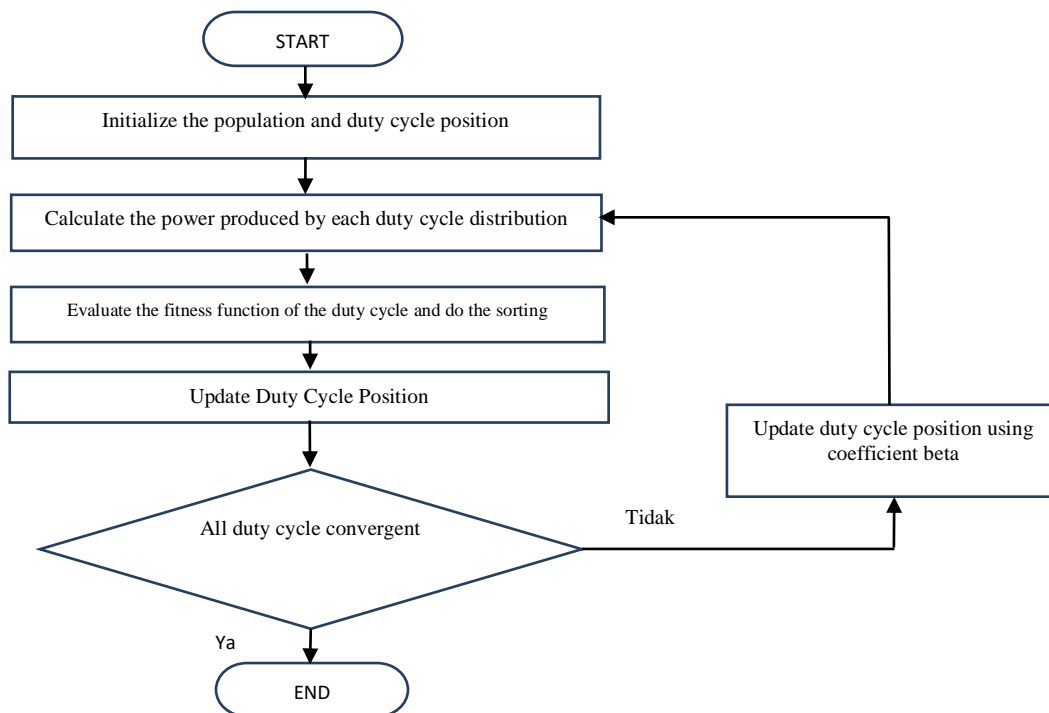 START
Initialize the population and duty cycle position
Calculate the power produced by each duty cycle distribution
Evaluate the fitness function of the duty cycle and do the sorting
Update Duty Cycle Position
Update duty cycle position using
coefficient beta
All duty cycle convergent
Tidak
Ya
END